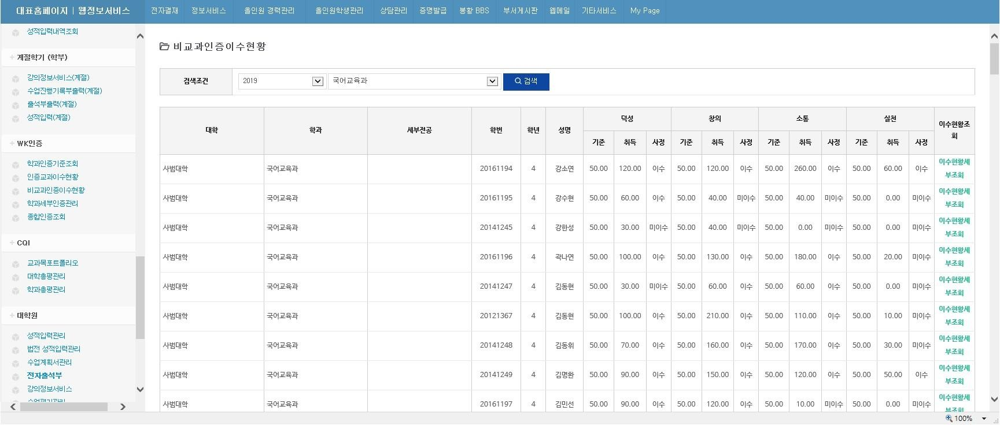 대표홈페이지 | 웹정보서비스 전자결재 정보서비스 올인원 경력관리 올인원학생관리 상담관리 증명발급 봉황 BBS 부서게시판 웹메일 기타서비스 My Page
성적입력내역조회
계절학기 (학부)
강의정보서비스(계절)
수업진행기록부출력(계절)
출석부출력(계절)
성적입력(계절)
WK인증
학과인증기준조회
인증교과이수현황
비교과인증이수현황
학과세부인증관리
종합인증조회
CQI
교과목포트폴리오
대학총평관리
학과총평관리
대학원
성적입력관리
법전 성적입력관리
수업계획서관리
전자출석부
강의정보서비스
수업평가관리
비교과인증이수현황
검색조건 2019 국어교육과 검색
대학 학과 세부전공 학번 학년 성명 덕성 창의 소통 실천 이수현황조
회
기준 취득 사정 기준 취득 사정 기준 취득 사정 기준 취득 사정
사범대학 국어교육과 20161194 4 강소연 50.00 120.00 이수 50.00 120.00 이수 50.00 260.00 이수 50.00 60.00 이수 이수현황세
부조회
사범대학 국어교육과 20161195 4 강수현 50.00 60.00 이수 50.00 40.00 미이수 50.00 40.00 미이수 50.00 0.00 미이수 이수현황세
부조회
사범대학 국어교육과 20141245 4 강한성 50.00 30.00 미이수 50.00 40.00 미이수 50.00 0.00 미이수 50.00 0.00 미이수 이수현황세
부조회
사범대학 국어교육과 20161196 4 곽나연 50.00 100.00 이수 50.00 130.00 이수 50.00 180.00 이수 50.00 20.00 미이수 이수현황세
부조회
사범대학 국어교육과 20141247 4 김동현 50.00 30.00 미이수 50.00 60.00 이수 50.00 60.00 이수 50.00 0.00 미이수 이수현황세
부조회
사범대학 국어교육과 20121367 4 김동현 50.00 100.00 이수 50.00 210.00 이수 50.00 110.00 이수 50.00 10.00 미이수 이수현황세
부조회
사범대학 국어교육과 20141248 4 김동휘 50.00 70.00 이수 50.00 160.00 이수 50.00 170.00 이수 50.00 30.00 미이수 이수현황세
부조회
사범대학 국어교육과 20141249 4 김명환 50.00 90.00 이수 50.00 150.00 이수 50.00 120.00 이수 50.00 50.00 이수 이수현황세
부조회
사범대학 국어교육과 20161197 4 김민선 50.00 90.00 이수 50.00 120.00 이수 50.00 10.00 미이수 50.00 0.00 미이수 이수현황세
부조회
100%